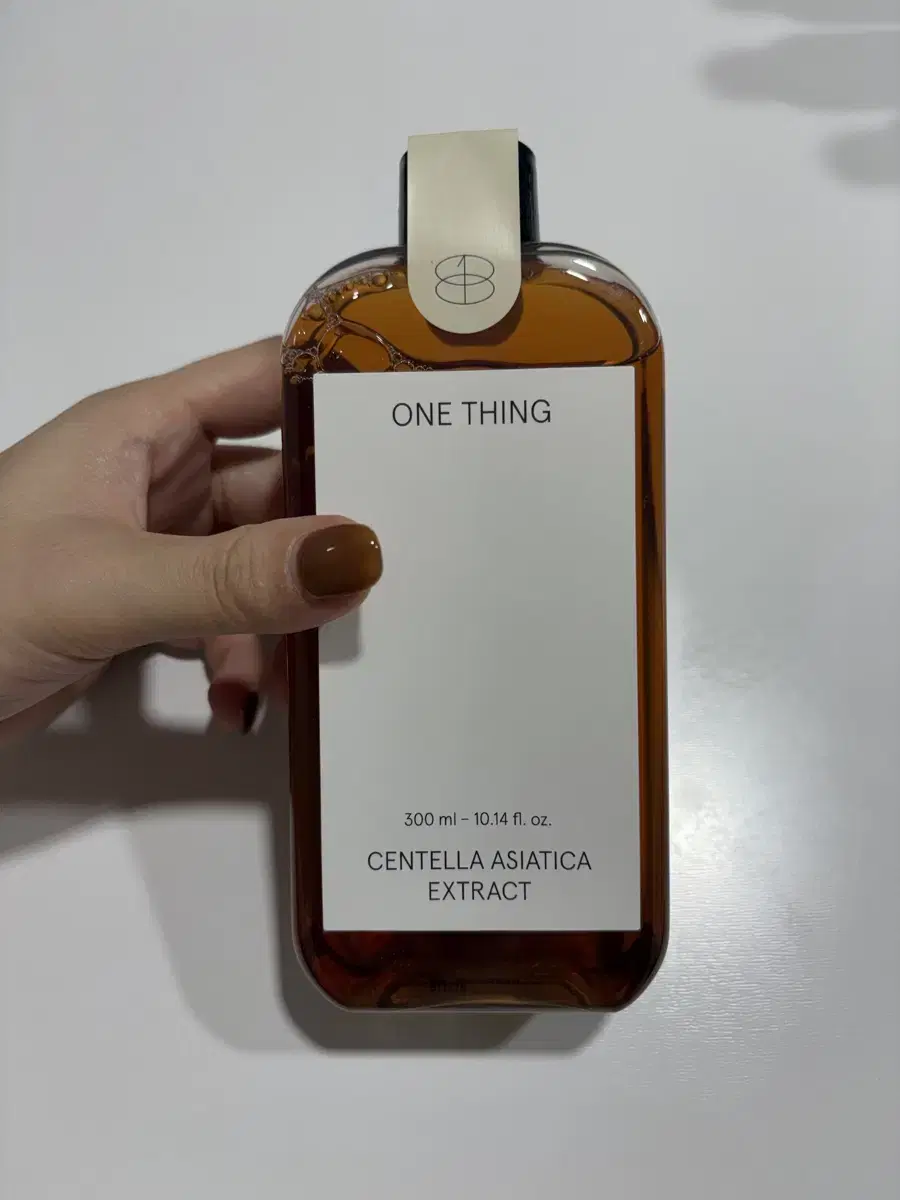 ONE THING
300 ml – 10.14 fl. oz.
CENTELLA ASIATICA
EXTRACT